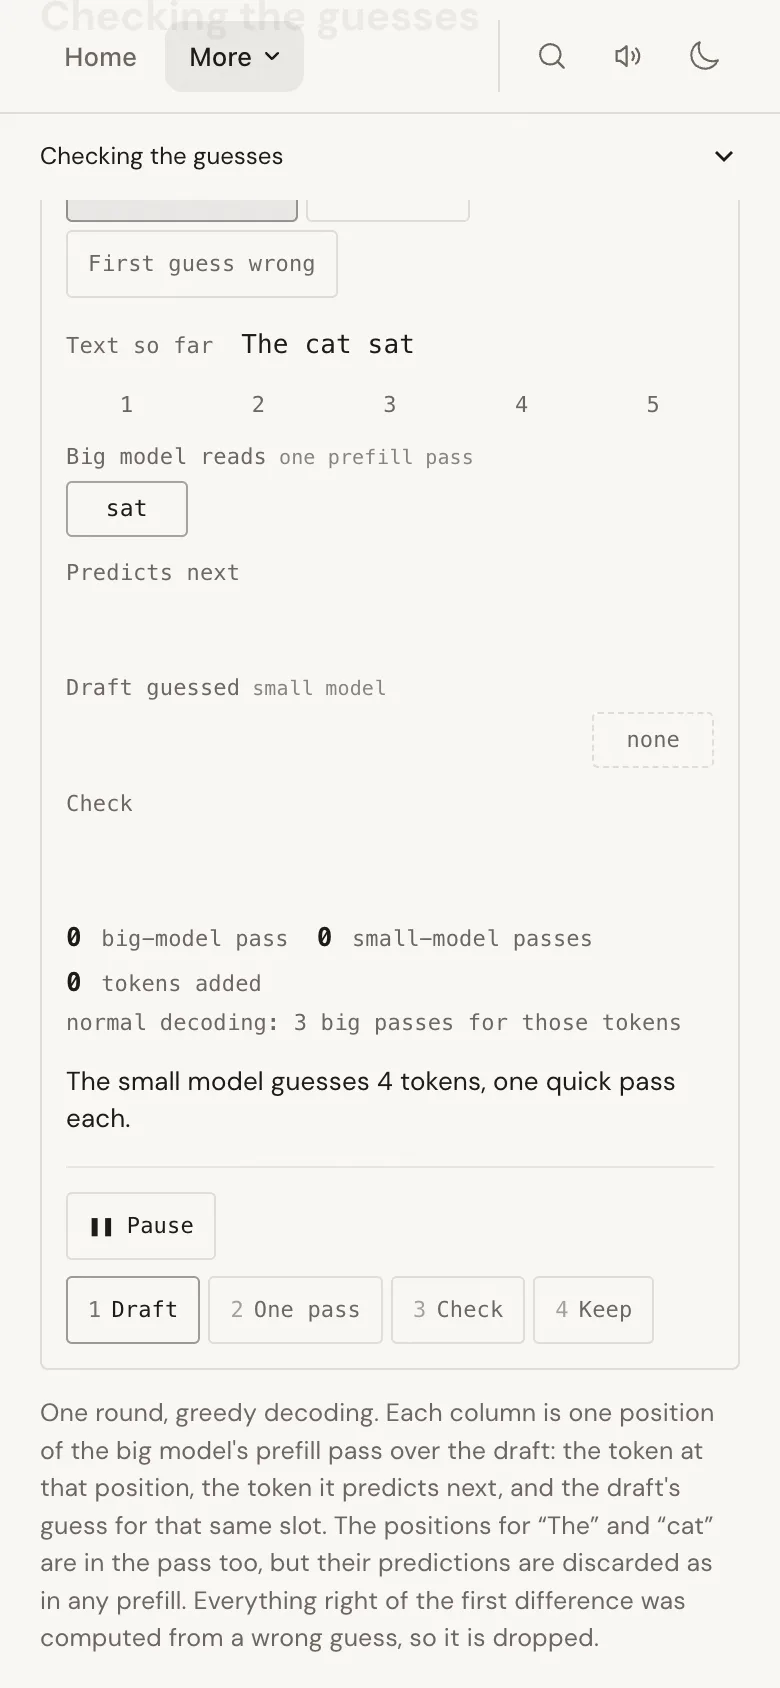 Checking the guesses
Home
More
Checking the guesses
First guess wrong
Text so far The cat sat
1 2 3 4 5
Big model reads one prefill pass
sat
Predicts next
Draft guessed small model
none
Check
0 big-model pass 0 small-model passes
0 tokens added
normal decoding: 3 big passes for those tokens
The small model guesses 4 tokens, one quick pass
each.
Pause
1 Draft 2 One pass 3 Check 4 Keep
One round, greedy decoding. Each column is one position
of the big model's prefill pass over the draft: the token at
that position, the token it predicts next, and the draft's
guess for that same slot. The positions for “The” and “cat”
are in the pass too, but their predictions are discarded as
in any prefill. Everything right of the first difference was
computed from a wrong guess, so it is dropped.